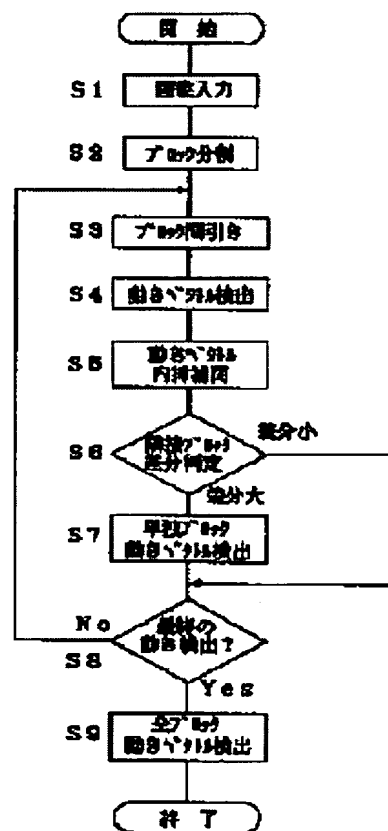 開 始
S1
画像入力
S2
ブロック分割
S3
ブロック間引き
S4
動きベクトル検出
S5
動きベクトル
内挿補間
S6
隣接ブロック
差分判定
差分小
差分大
S7
ブロック
動きベクトル検出
No
S8
最終の
動き検出?
Yes
S9
全ブロック
動きベクトル検出
終 了